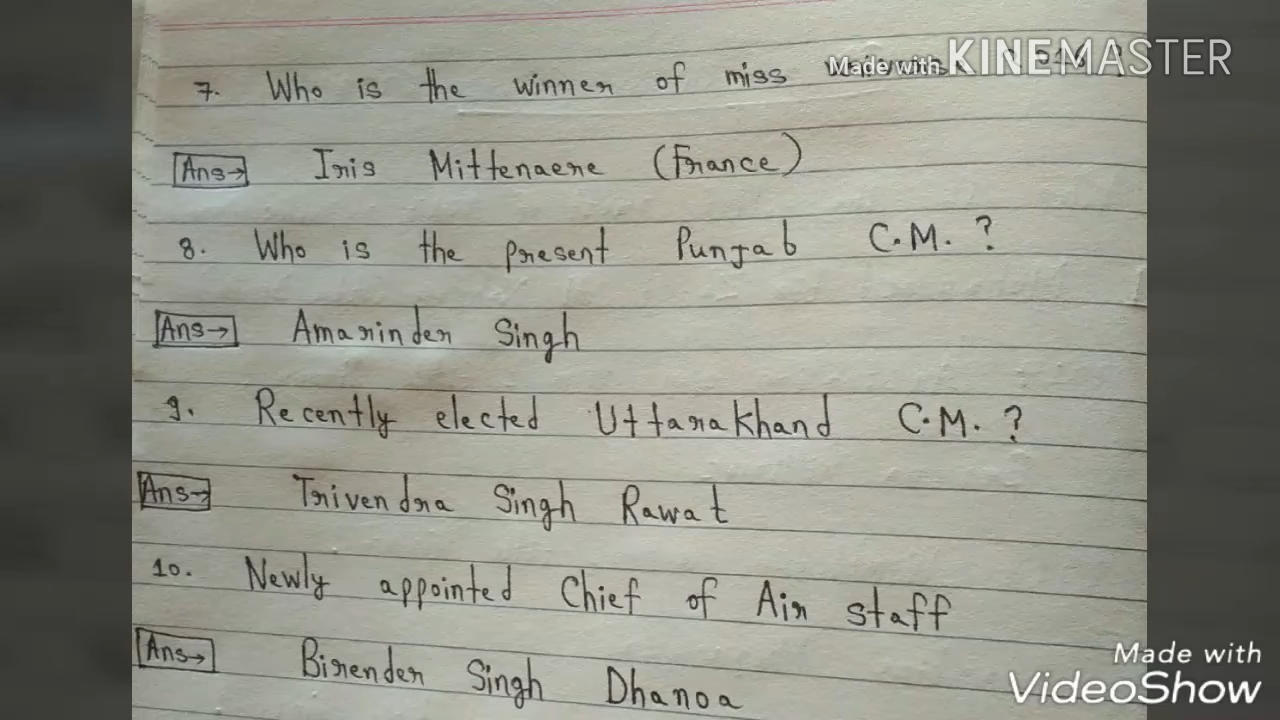 7. Who is the winner of miss
Made with KINEMASTER
Ans→ Iris Mittenaere (France)
8. Who is the present Punjab C.M. ?
Ans→ Amarinder Singh
9. Recently elected Uttarakhand C.M. ?
Ans→ Trivendra Singh Rawat
10. Newly appointed Chief of Air staff
Ans→ Birender Singh Dhanoa
Made with
VideoShow